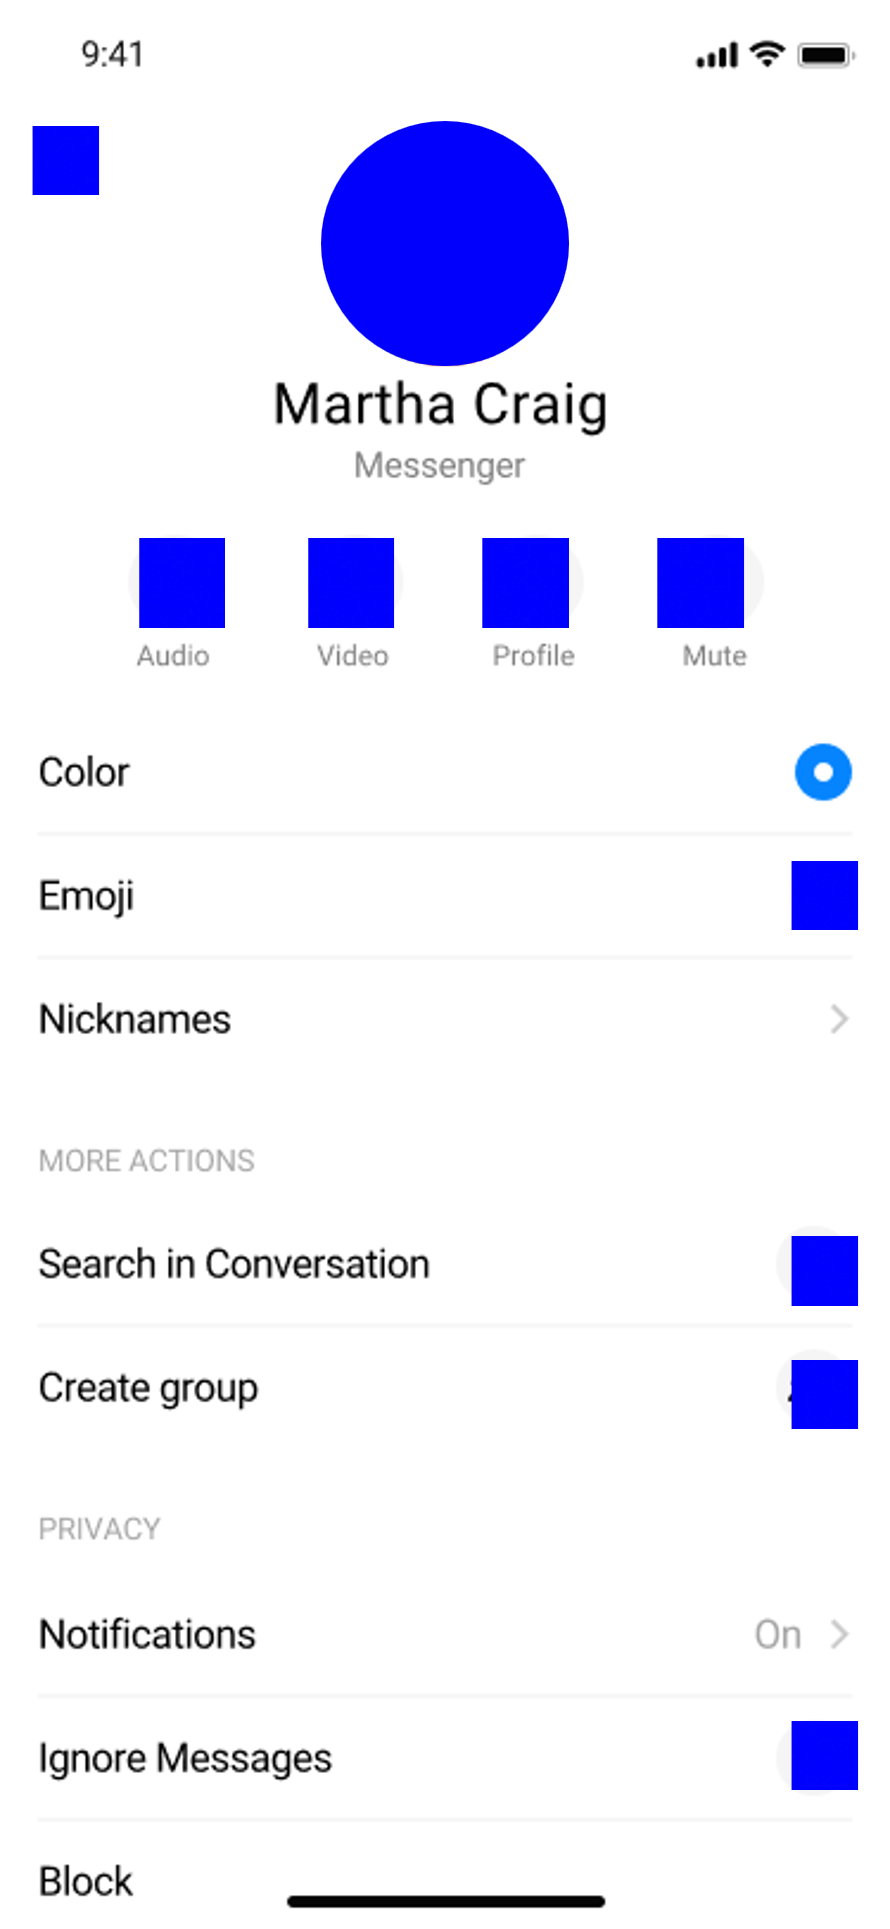 9:41
Martha Craig
Messenger
Audio Video Profile Mute
Color
Emoji
Nicknames
MORE ACTIONS
Search in Conversation
Create group
PRIVACY
Notifications On
Ignore Messages
Block